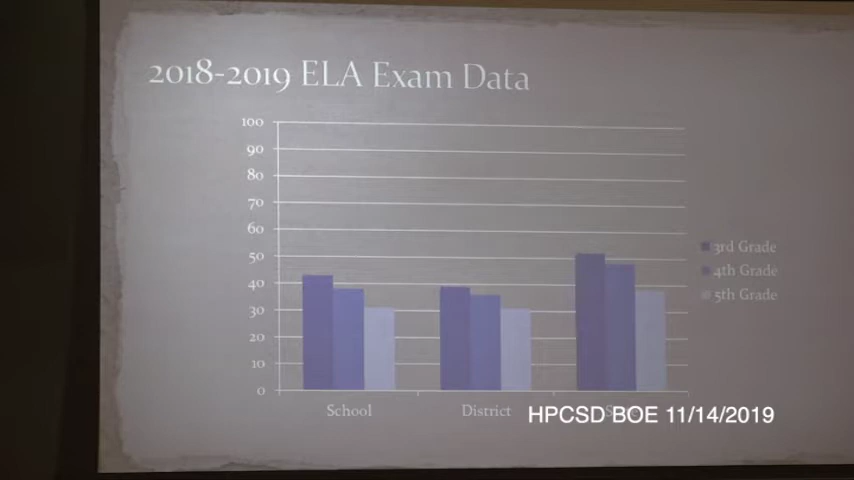 2018-2019 ELA Exam Data
100
90
80
70
60
50
40
30
20
10
0
3rd Grade
4th Grade
5th Grade
School District
HPCSD BOE 11/14/2019